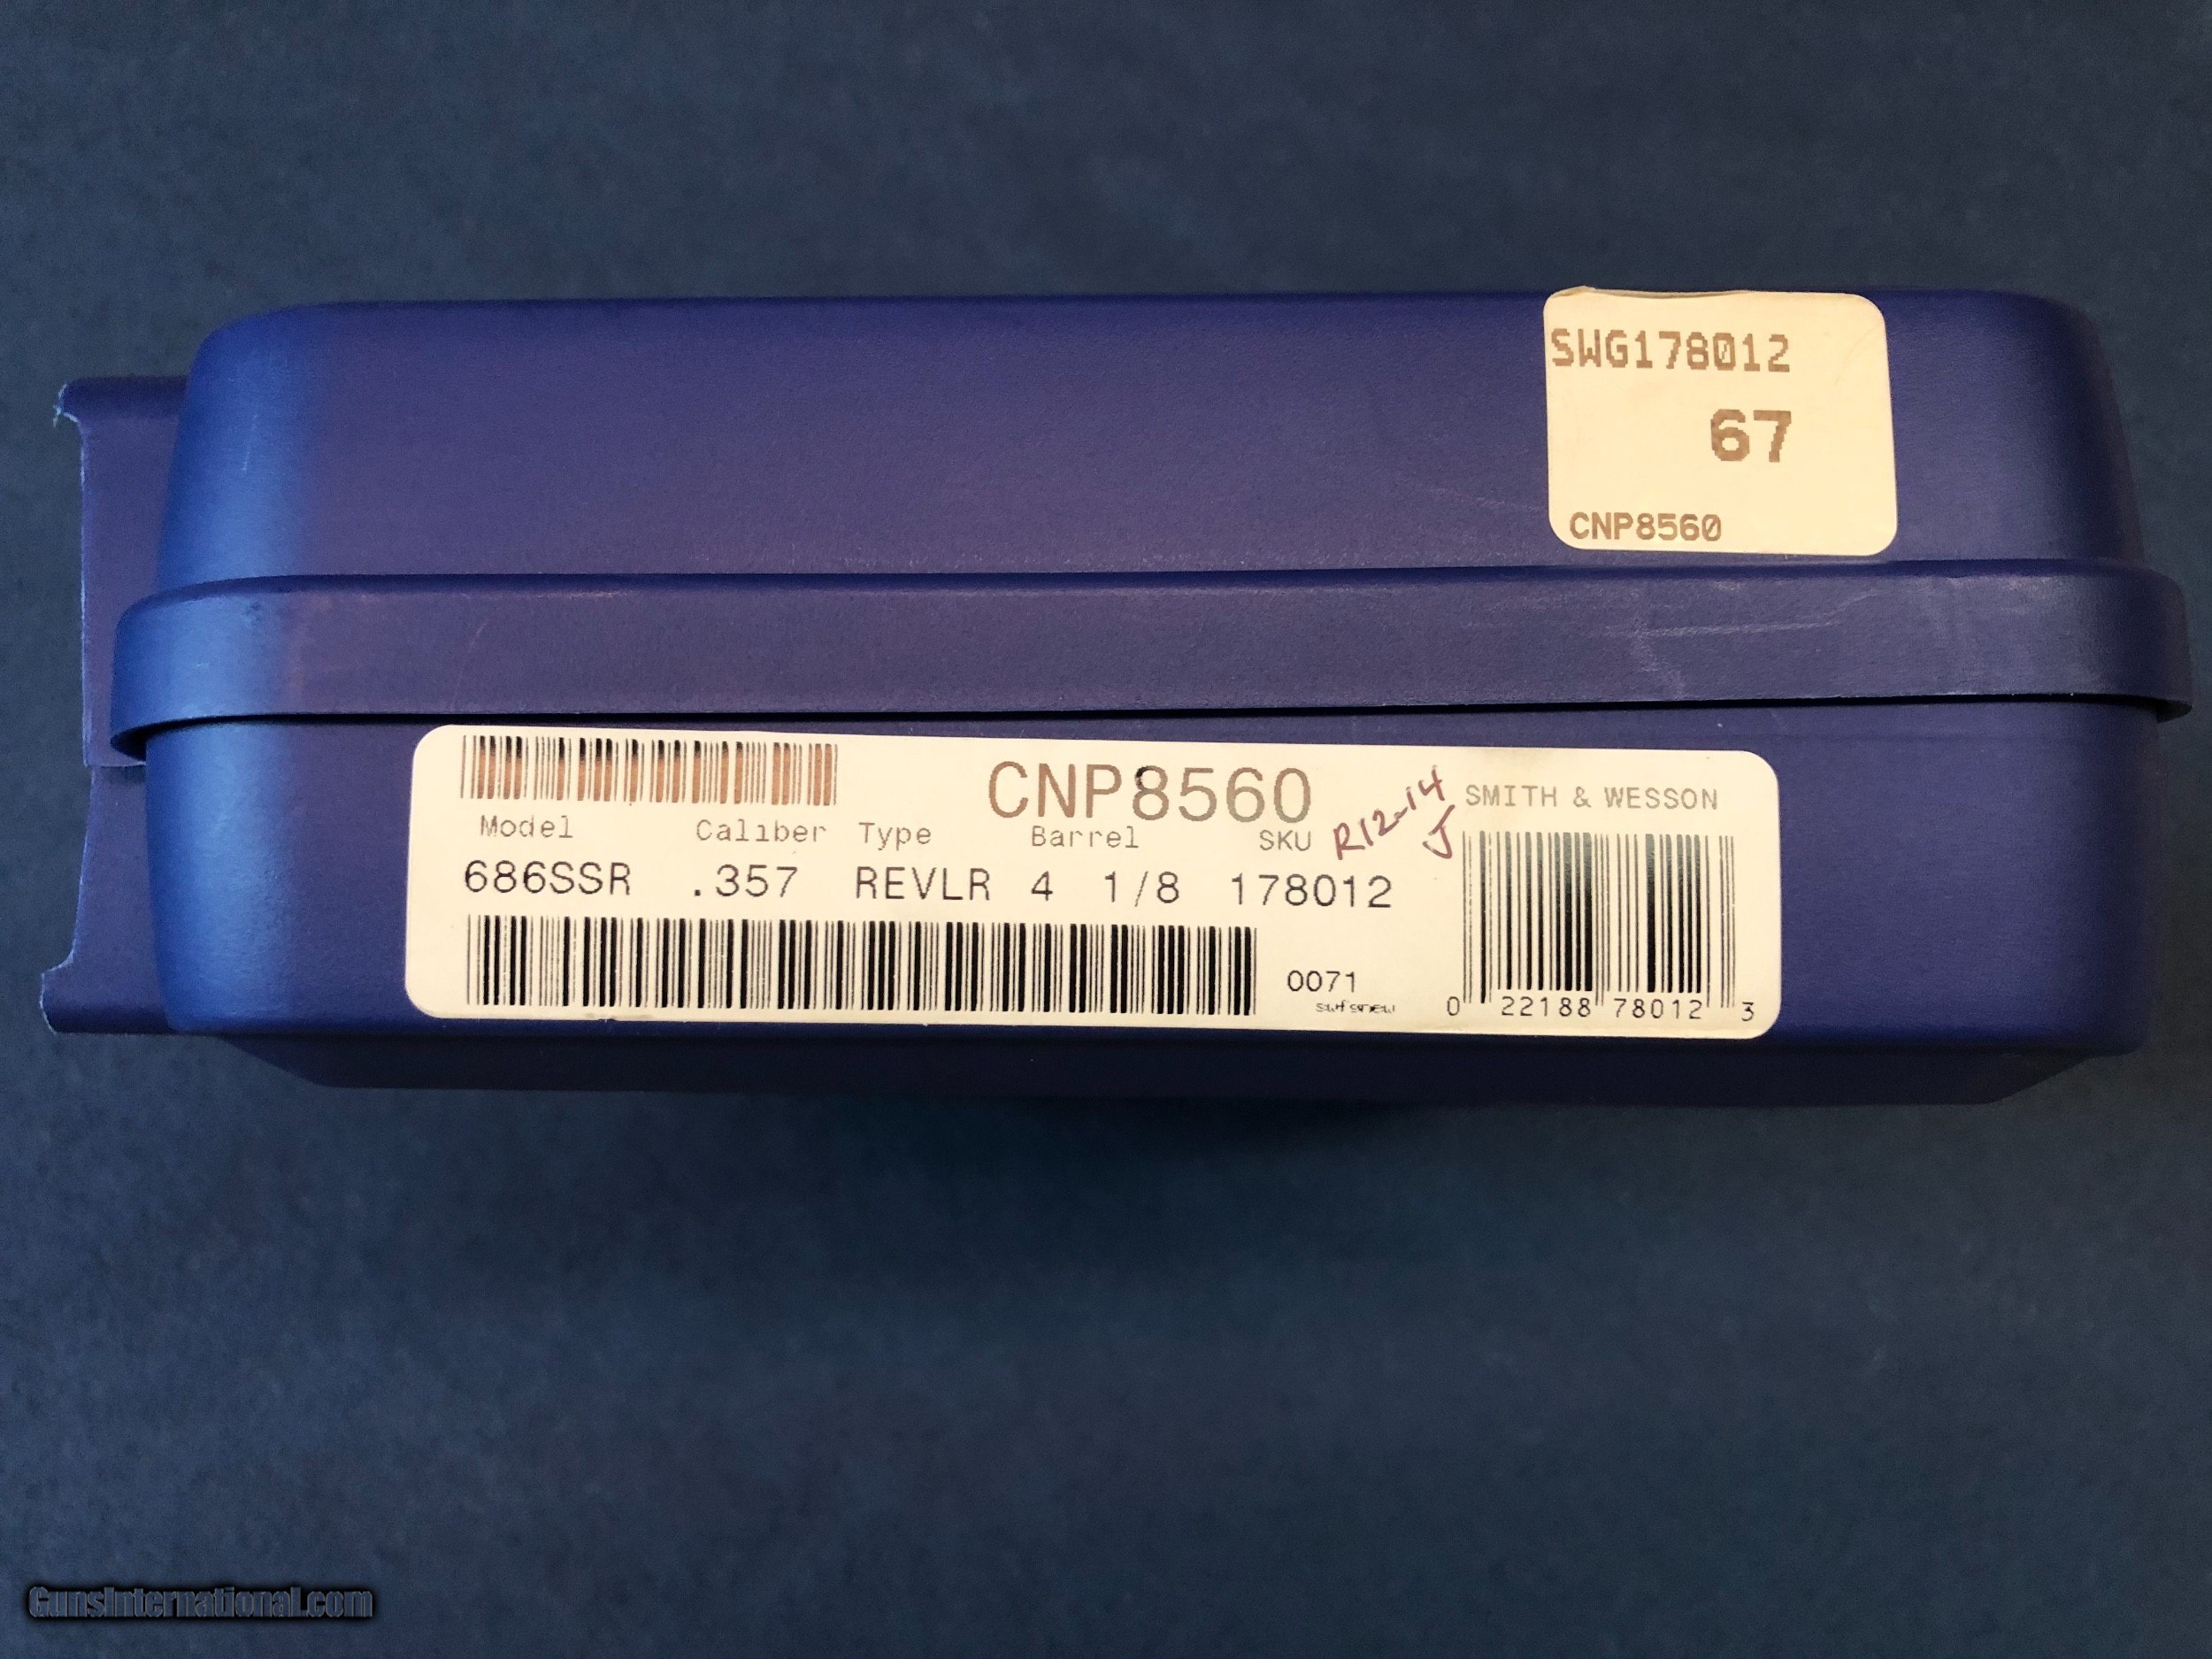 SWG178012
67
CNP8560
CNP8560
R12-14
J
SMITH & WESSON
Model Caliber Type Barrel SKU
686SSR .357 REVLR 4 1/8 178012
0071
0 22188 78012 3
GunsInternational.com